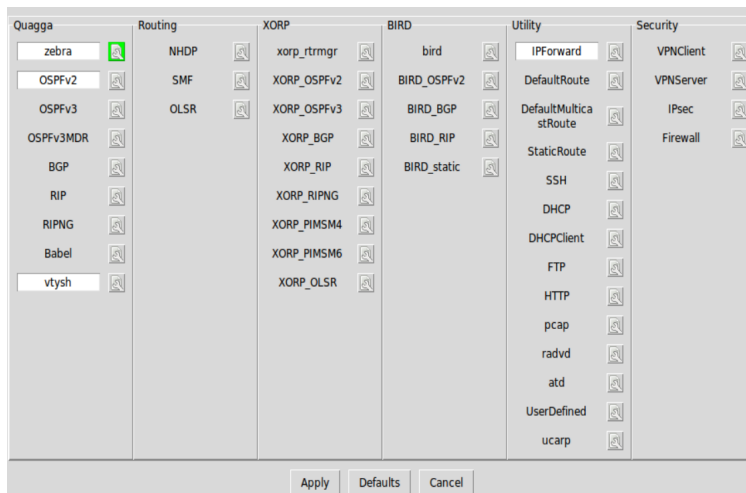 Quagga
zebra
OSPFv2
OSPFv3
OSPFv3MDR
BGP
RIP
RIPNG
Babel
vtysh
Routing
NHDP
SMF
OLSR
XORP
xorp_rtrmgr
XORP_OSPFv2
XORP_OSPFv3
XORP_BGP
XORP_RIP
XORP_RIPNG
XORP_PIMSM4
XORP_PIMSM6
XORP_OLSR
BIRD
bird
BIRD_OSPFv2
BIRD_BGP
BIRD_RIP
BIRD_static
Utility
IPForward
DefaultRoute
DefaultMultica
stRoute
StaticRoute
SSH
DHCP
DHCPClient
FTP
HTTP
pcap
radvd
atd
UserDefined
ucarp
Security
VPNClient
VPNServer
IPsec
Firewall
Apply
Defaults
Cancel